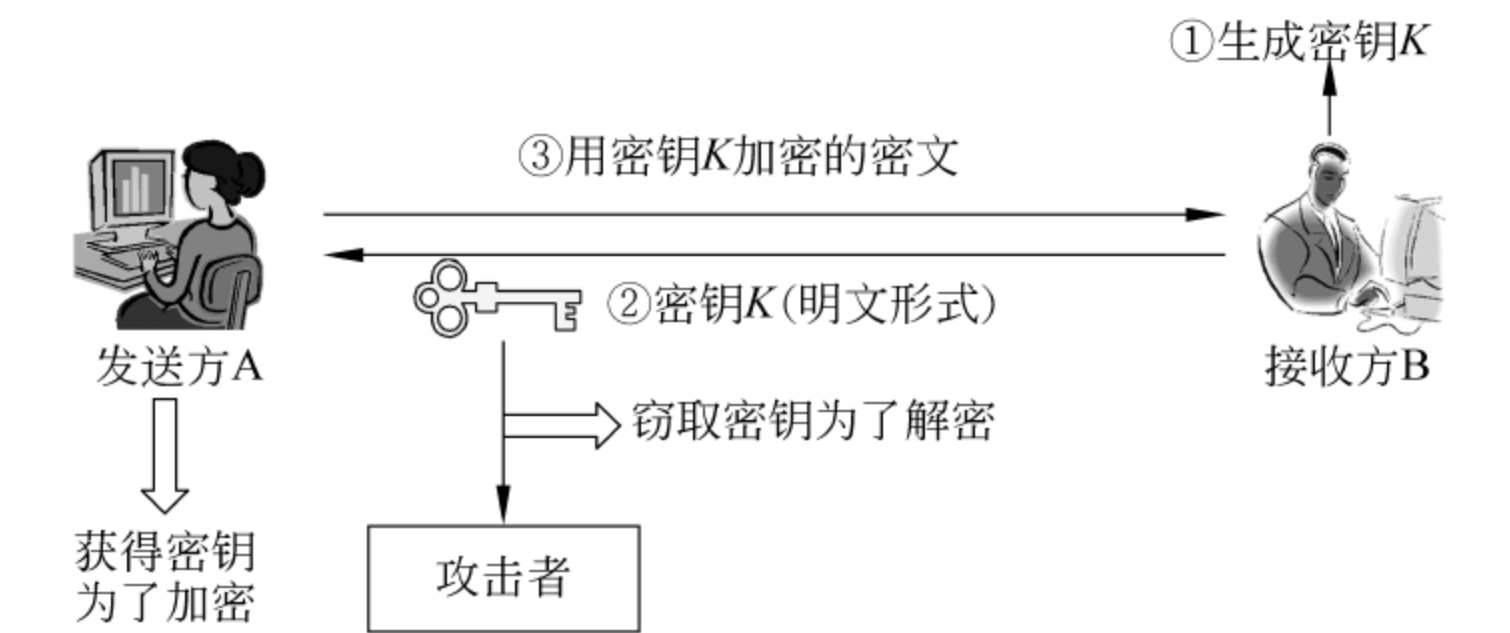 ①生成密钥K
③用密钥K加密的密文
②密钥K(明文形式)
发送方A
接收方B
窃取密钥为了解密
获得密钥
为了加密
攻击者